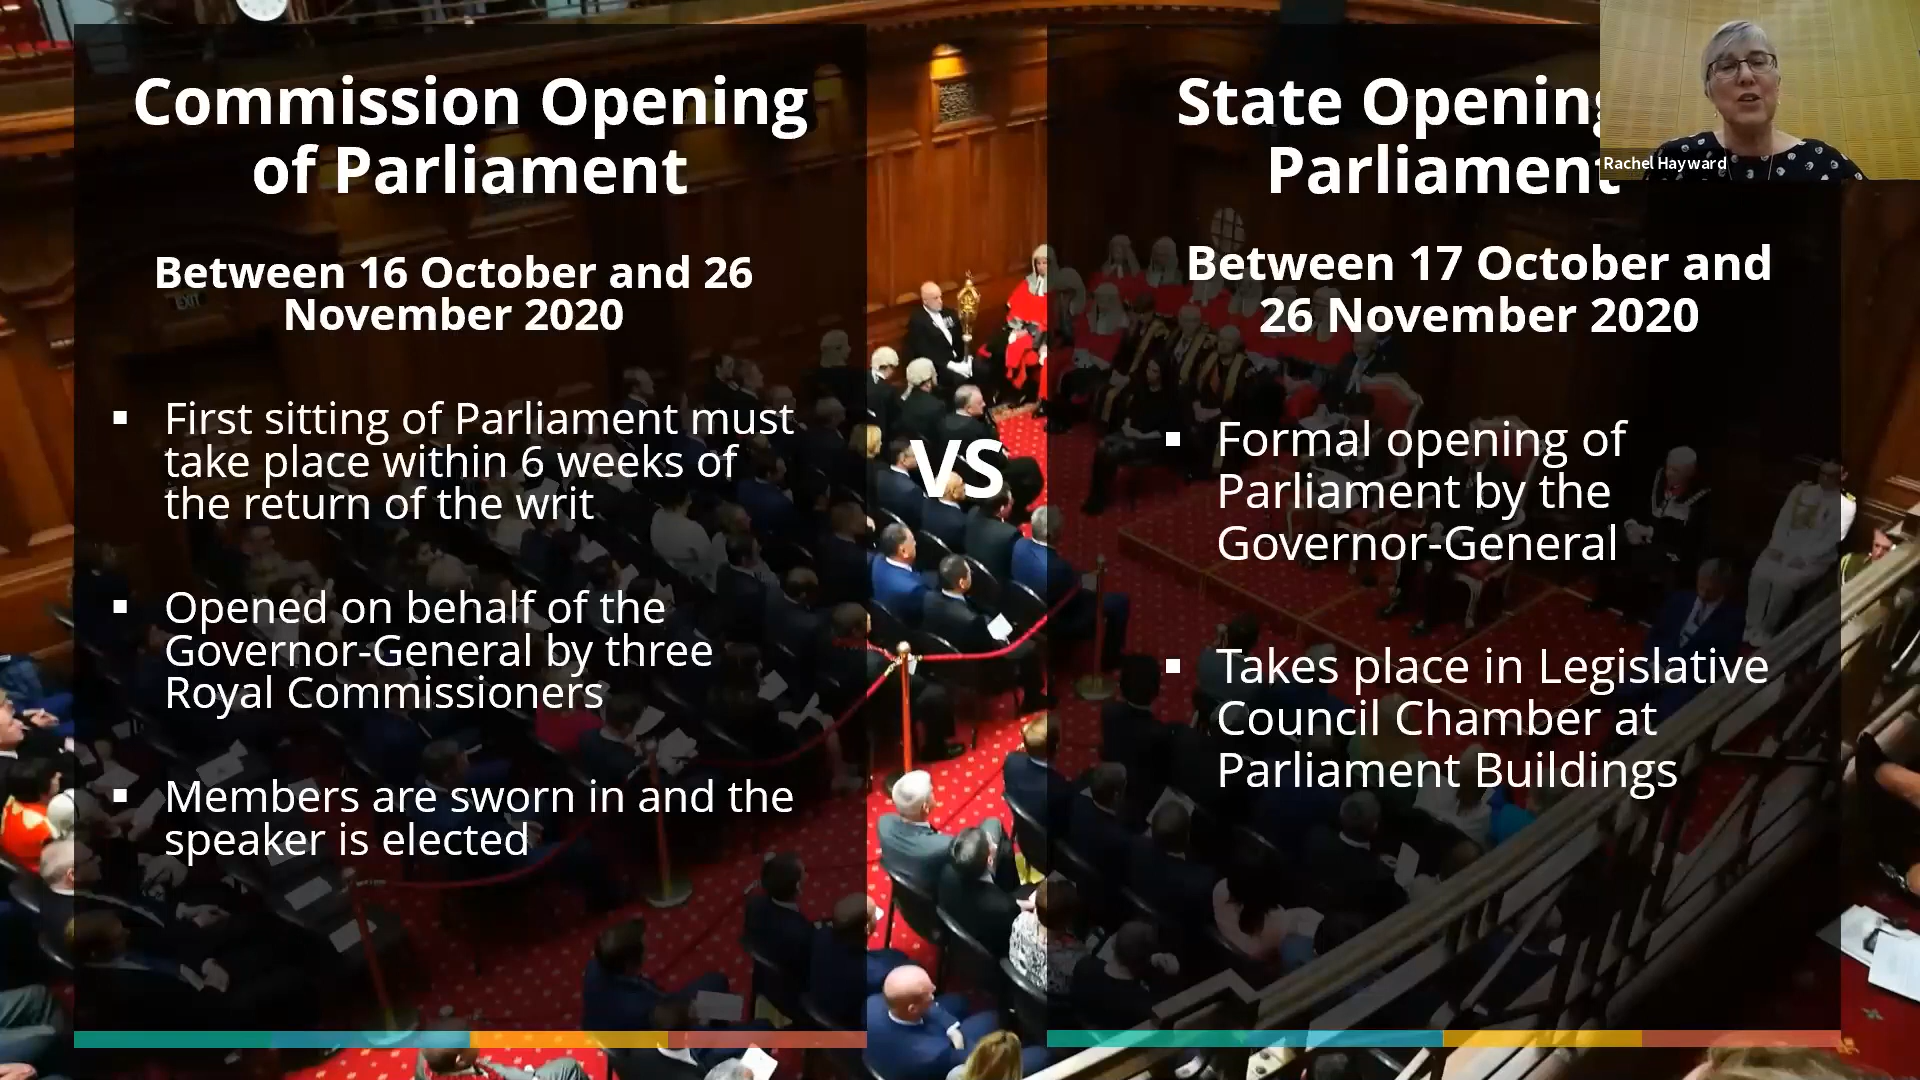 Commission Opening
of Parliament
Between 16 October and 26
November 2020
▪ First sitting of Parliament must
take place within 6 weeks of
the return of the writ
▪ Opened on behalf of the
Governor-General by three
Royal Commissioners
▪ Members are sworn in and the
speaker is elected
EXIT
VS
State Opening
Parliament
Between 17 October and
26 November 2020
▪ Formal opening of
Parliament by the
Governor-General
▪ Takes place in Legislative
Council Chamber at
Parliament Buildings
Rachel Hayward